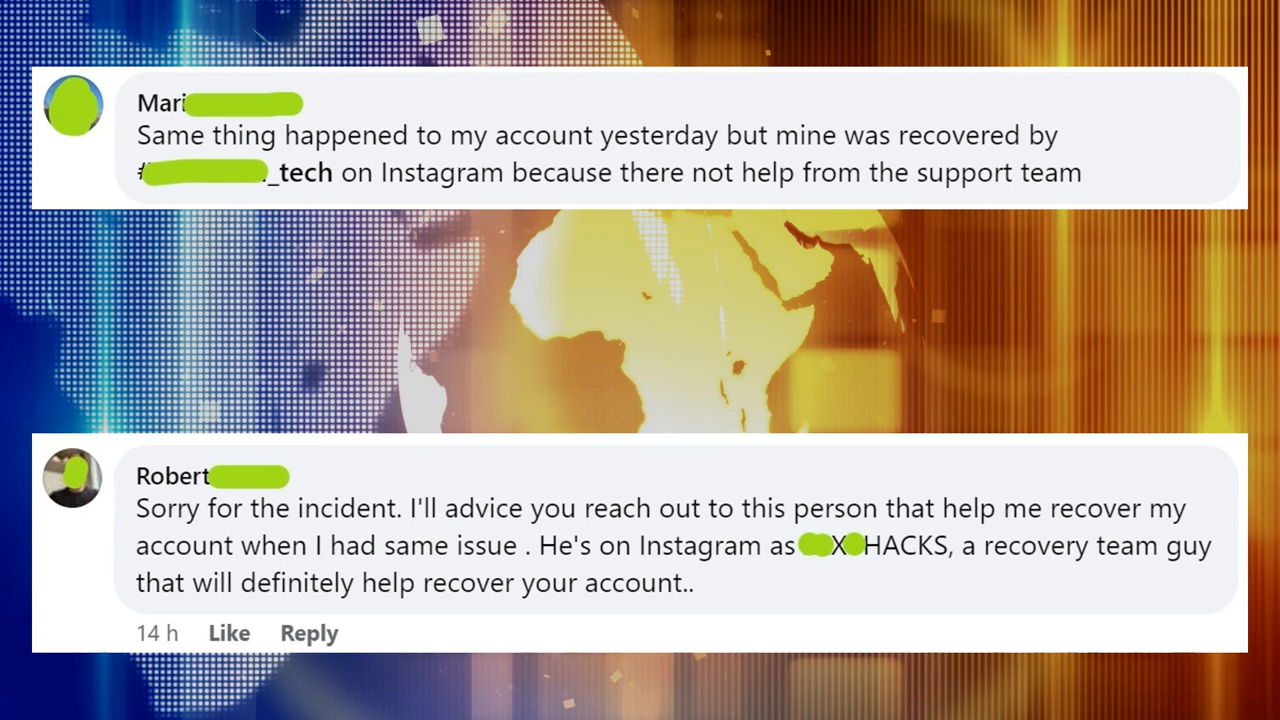 Mari
Same thing happened to my account yesterday but mine was recovered by
_tech on Instagram because there not help from the support team
Robert
Sorry for the incident. I'll advice you reach out to this person that help me recover my
account when I had same issue . He's on Instagram as X HACKS, a recovery team guy
that will definitely help recover your account..
14 h Like Reply